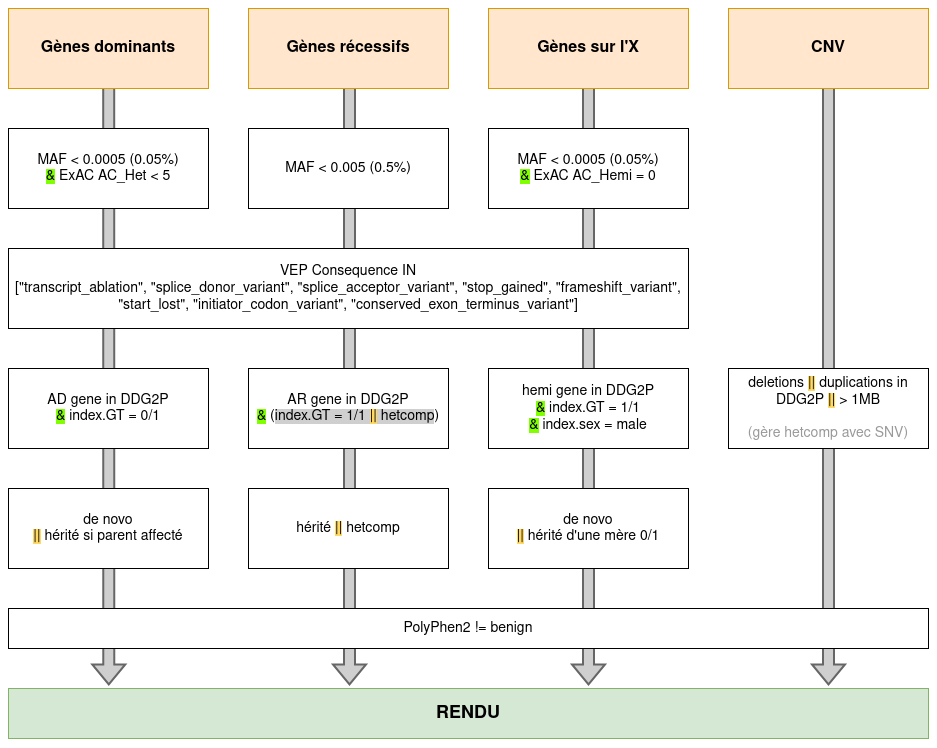 Gènes dominants
Gènes récessifs
Gènes sur l'X
CNV
MAF < 0.0005 (0.05%)
& ExAC AC_Het < 5
MAF < 0.005 (0.5%)
MAF < 0.0005 (0.05%)
& ExAC AC_Hemi = 0
VEP Consequence IN
["transcript_ablation", "splice_donor_variant", "splice_acceptor_variant", "stop_gained", "frameshift_variant",
"start_lost", "initiator_codon_variant", "conserved_exon_terminus_variant"]
AD gene in DDG2P
& index.GT = 0/1
AR gene in DDG2P
& (index.GT = 1/1 || hetcomp)
hemi gene in DDG2P
& index.GT = 1/1
& index.sex = male
deletions || duplications in
DDG2P || > 1MB
(gère hetcomp avec SNV)
de novo
|| hérité si parent affecté
hérité || hetcomp
de novo
|| hérité d'une mère 0/1
PolyPhen2 != benign
RENDU